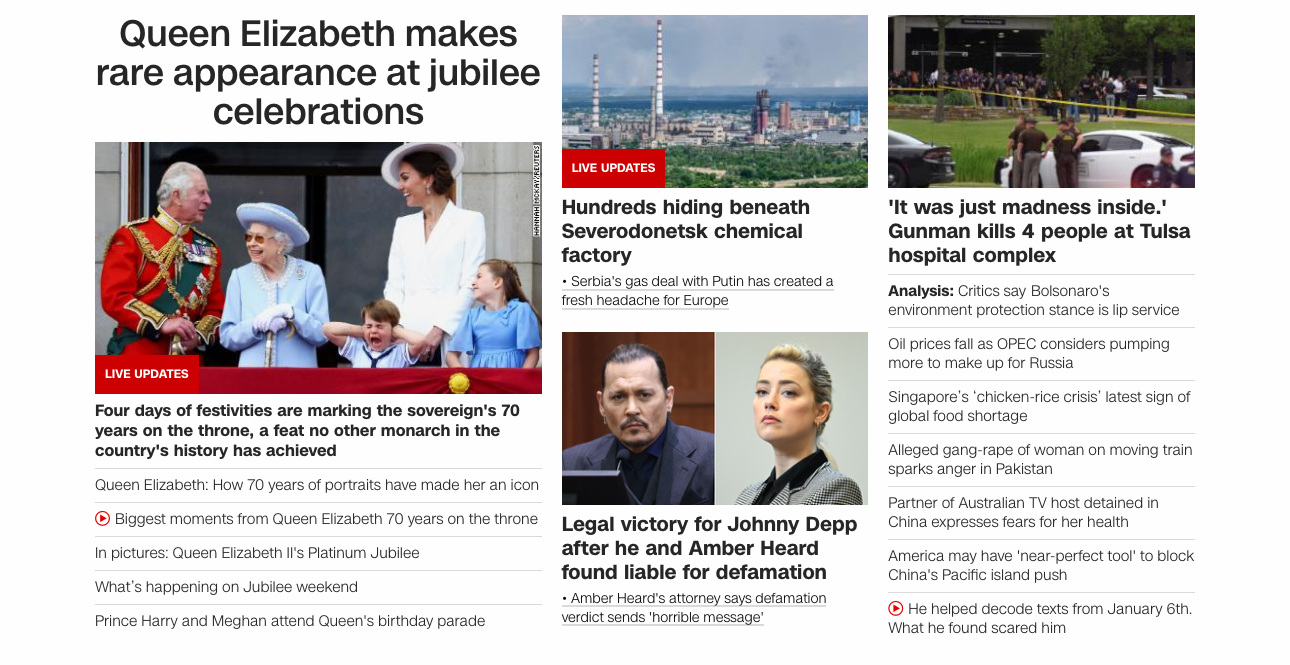 Queen Elizabeth makes
rare appearance at jubilee
celebrations
HANNAH MCKAY/REUTERS
LIVE UPDATES
Four days of festivities are marking the sovereign's 70
years on the throne, a feat no other monarch in the
country's history has achieved
Queen Elizabeth: How 70 years of portraits have made her an icon
Biggest moments from Queen Elizabeth 70 years on the throne
In pictures: Queen Elizabeth II's Platinum Jubilee
What's happening on Jubilee weekend
Prince Harry and Meghan attend Queen's birthday parade
LIVE UPDATES
Hundreds hiding beneath
Severodonetsk chemical
factory
• Serbia's gas deal with Putin has created a
fresh headache for Europe
Legal victory for Johnny Depp
after he and Amber Heard
found liable for defamation
• Amber Heard's attorney says defamation
verdict sends 'horrible message'
'It was just madness inside.'
Gunman kills 4 people at Tulsa
hospital complex
Analysis: Critics say Bolsonaro's
environment protection stance is lip service
Oil prices fall as OPEC considers pumping
more to make up for Russia
Singapore's ‘chicken-rice crisis’ latest sign of
global food shortage
Alleged gang-rape of woman on moving train
sparks anger in Pakistan
Partner of Australian TV host detained in
China expresses fears for her health
America may have 'near-perfect tool' to block
China's Pacific island push
He helped decode texts from January 6th.
What he found scared him